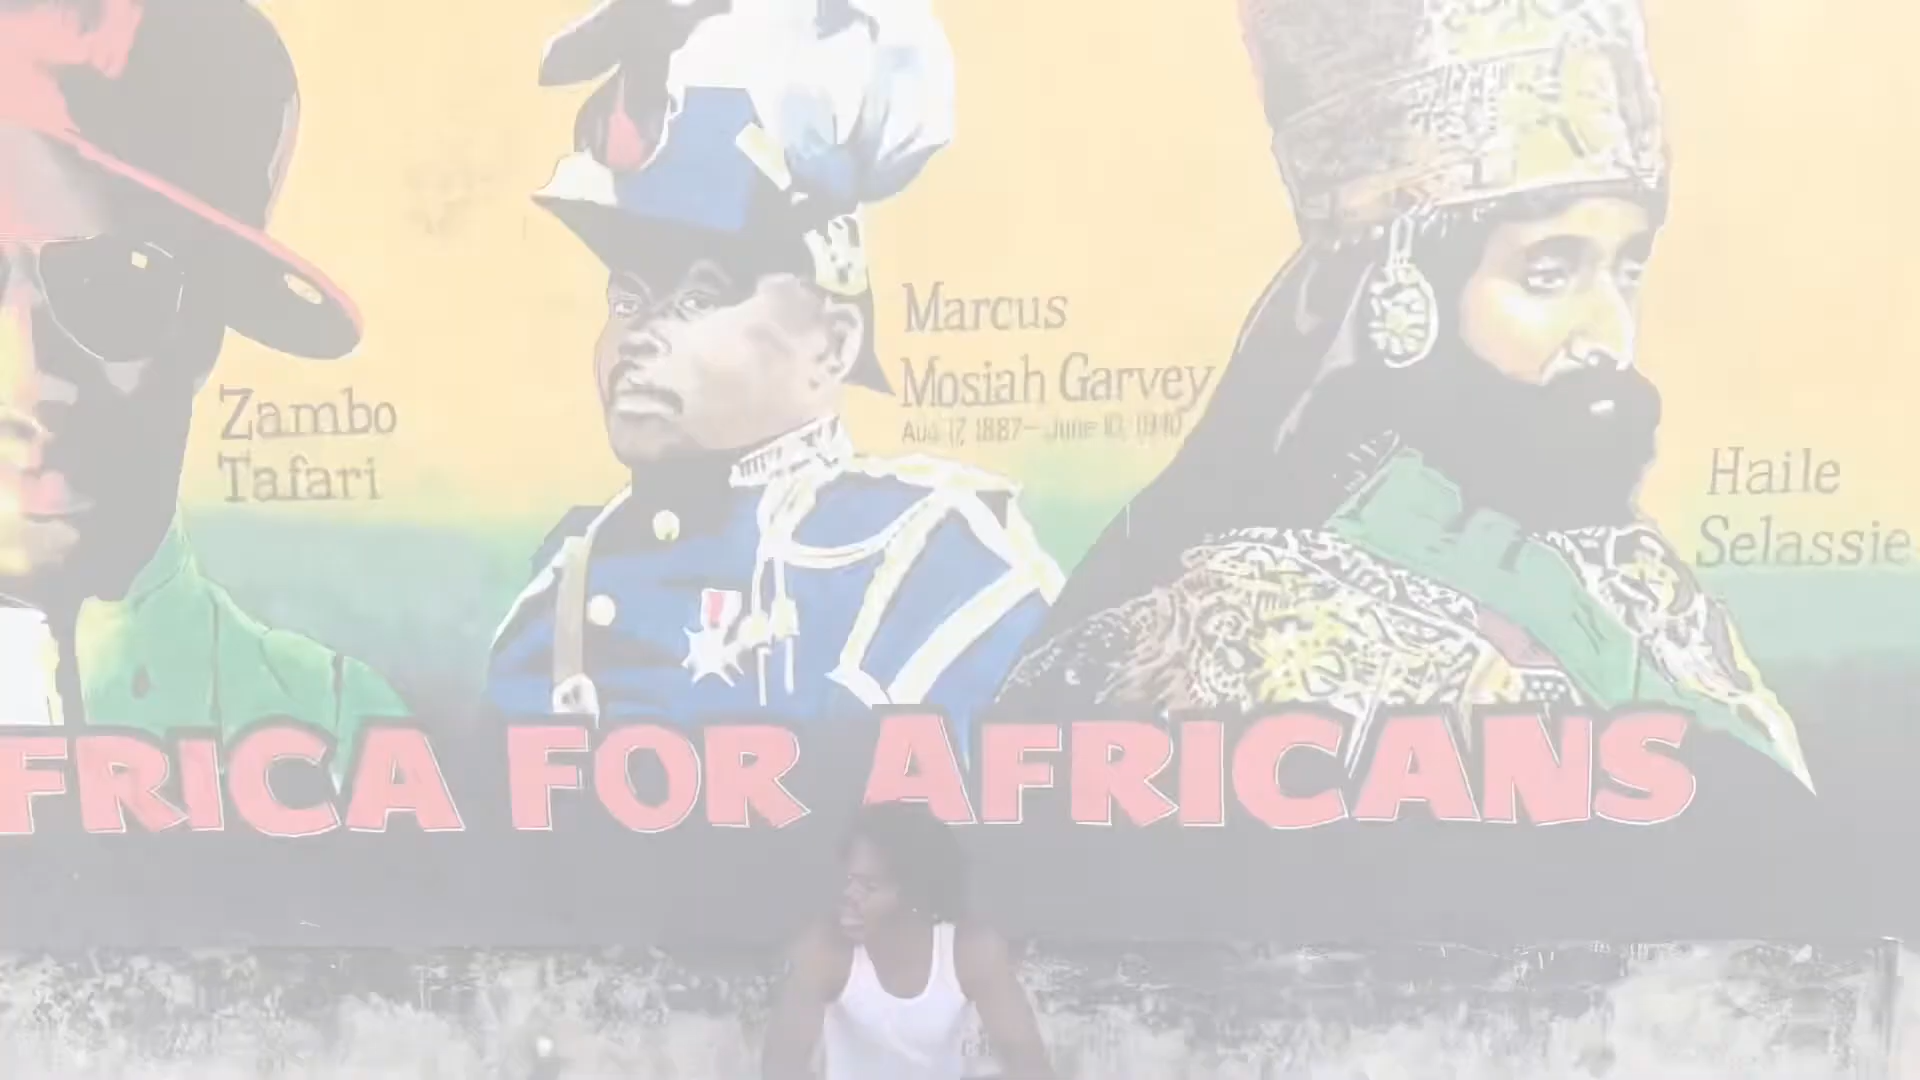 Zambo
Tafari
Marcus
Mosiah Garvey
Aug 17, 1887–June 10, 1940
Haile
Selassie
FRICA FOR AFRICANS